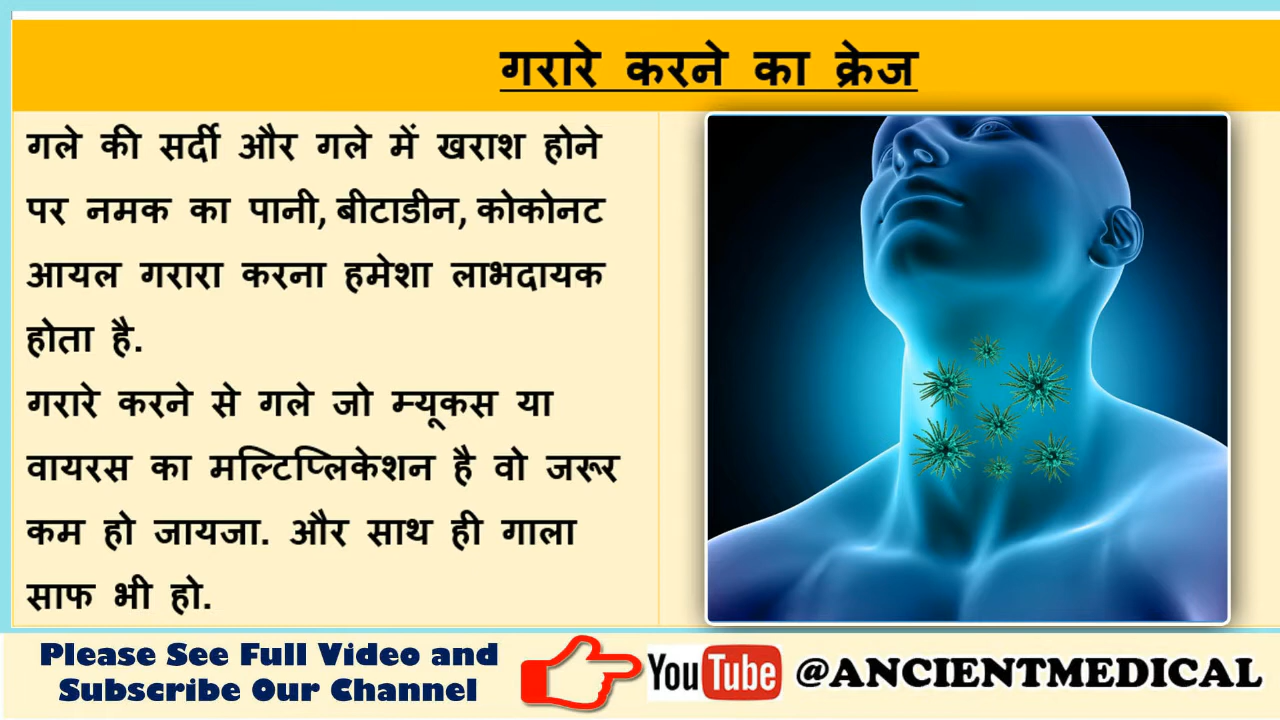 गरारे करने का क्रेज
गले की सर्दी और गले में खराश होने
पर नमक का पानी, बीटाडीन, कोकोनट
आयल गरारा करना हमेशा लाभदायक
होता है.
गरारे करने से गले जो म्यूकस या
वायरस का मल्टिप्लिकेशन है वो जरूर
कम हो जायजा. और साथ ही गाला
साफ भी हो.
Please See Full Video and
Subscribe Our Channel
YouTube @ANCIENTMEDICAL